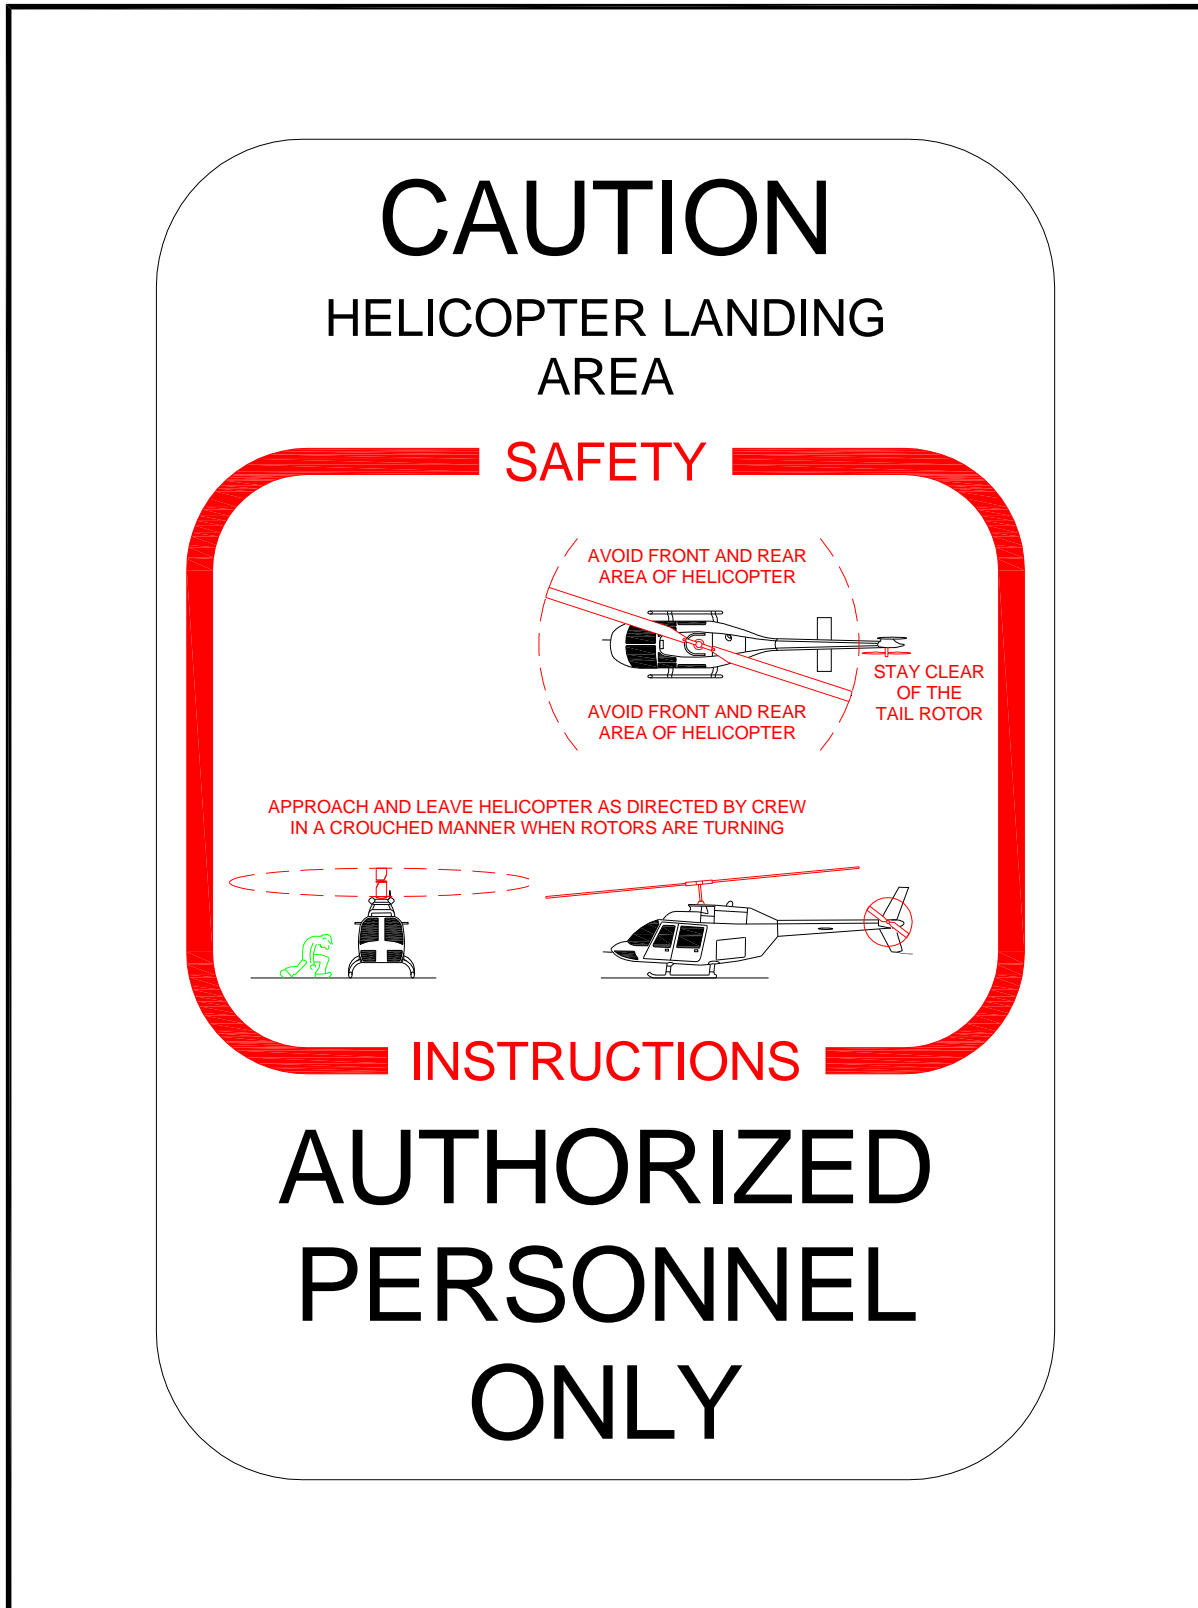 CAUTION
HELICOPTER LANDING
AREA
SAFETY
AVOID FRONT AND REAR
AREA OF HELICOPTER
STAY CLEAR
OF THE
TAIL ROTOR
AVOID FRONT AND REAR
AREA OF HELICOPTER
APPROACH AND LEAVE HELICOPTER AS DIRECTED BY CREW
IN A CROUCHED MANNER WHEN ROTORS ARE TURNING
INSTRUCTIONS
AUTHORIZED
PERSONNEL
ONLY